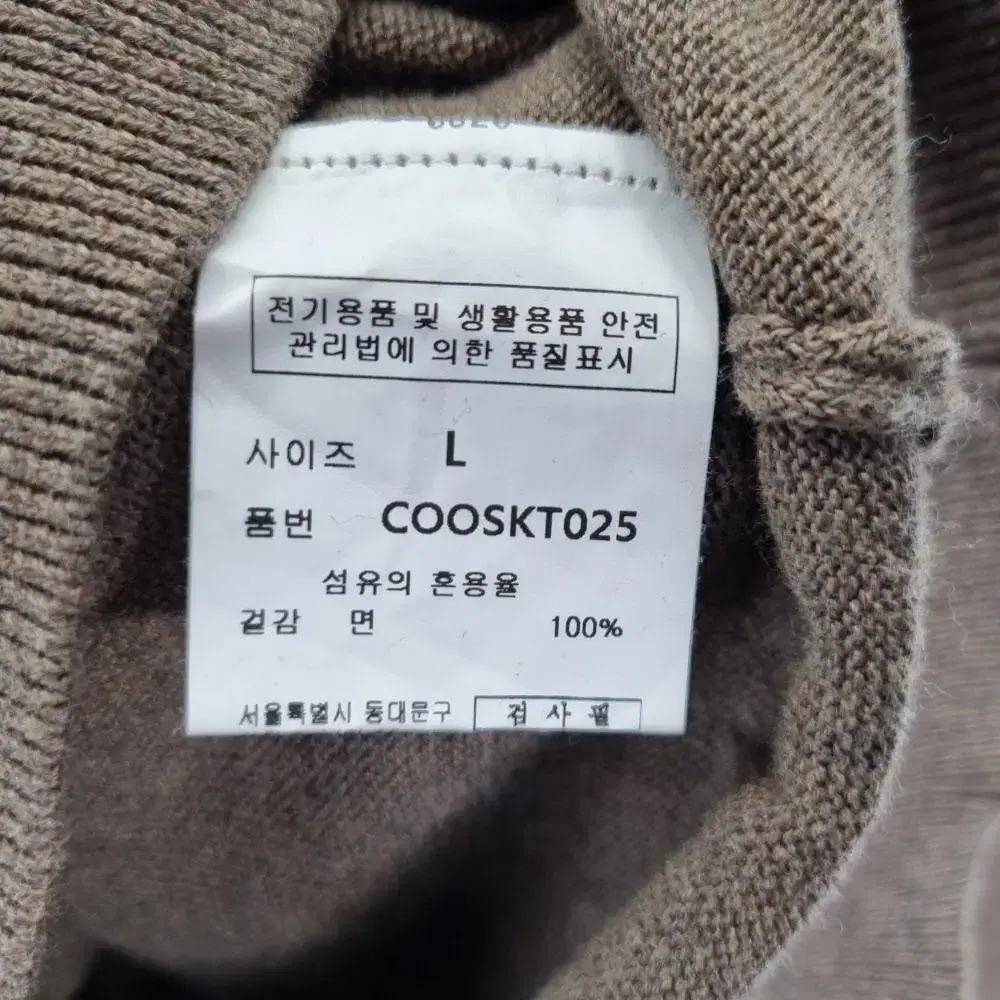 전기용품 및 생활용품 안전
관리법에 의한 품질표시
사이즈 L
품번 COOSKT025
섬유의 혼용율
겉감 면 100%
서울특별시 동대문구 검사필